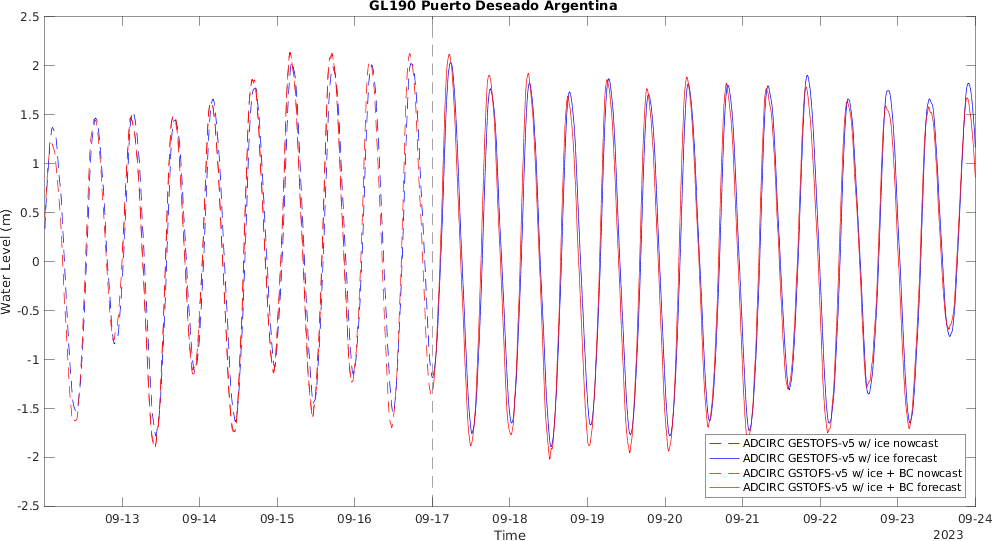 GL190 Puerto Deseado Argentina
2.5
2
1.5
1
0.5
0
-0.5
-1
-1.5
-2
-2.5
Water Level (m)
ADCIRC GESTOFS-v5 w/ ice nowcast
ADCIRC GESTOFS-v5 w/ ice forecast
ADCIRC GSTOFS-v5 w/ ice + BC nowcast
ADCIRC GSTOFS-v5 w/ ice + BC forecast
09-13 09-14 09-15 09-16 09-17 09-18 09-19 09-20 09-21 09-22 09-23 09-24
Time
2023